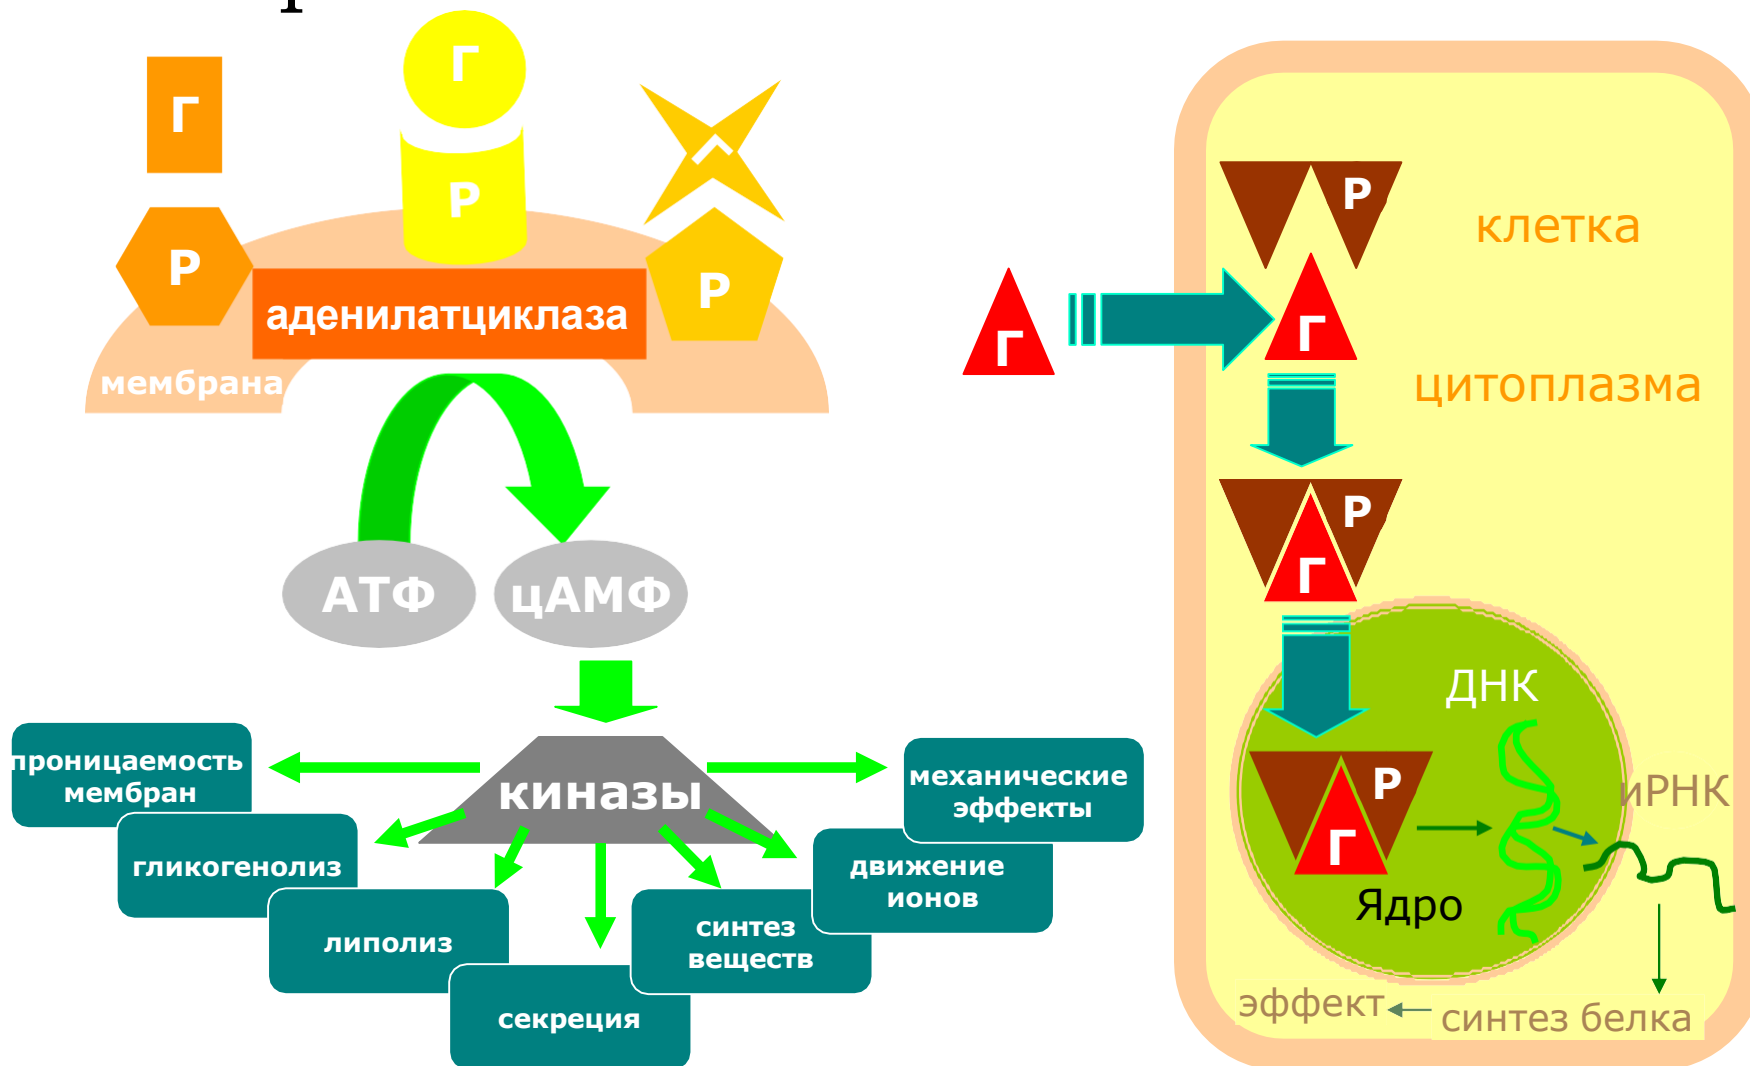 Г
Г
Р
Р
Р
аденилатциклаза
мембрана
АТФ
цАМФ
киназы
проницаемость
мембран
гликогенолиз
липолиз
секреция
синтез
веществ
движение
ионов
механические
эффекты
Р
клетка
Г
Г
цитоплазма
Р
Г
ДНК
Р
Г
иРНК
Ядро
эффект
синтез белка